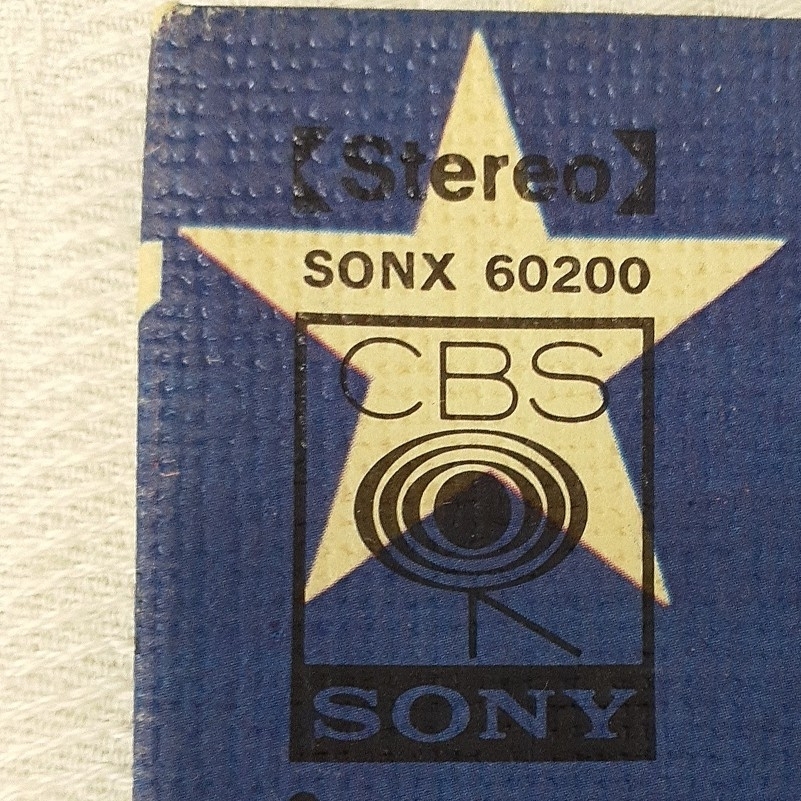 【Stereo】
SONX 60200
CBS
SONY